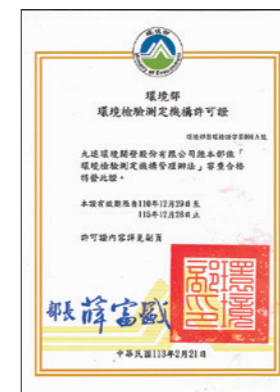 環境部
環境檢驗測定機構許可證
九連環境開發股份有限公司經本部依「
環境檢驗測定機構管理辦法」審查合格
特發此證。
本證有效期限自110年12月29日至
115年12月28日止
許可證內容詳見副頁
部長 薛富盛
中華民國113年2月21日